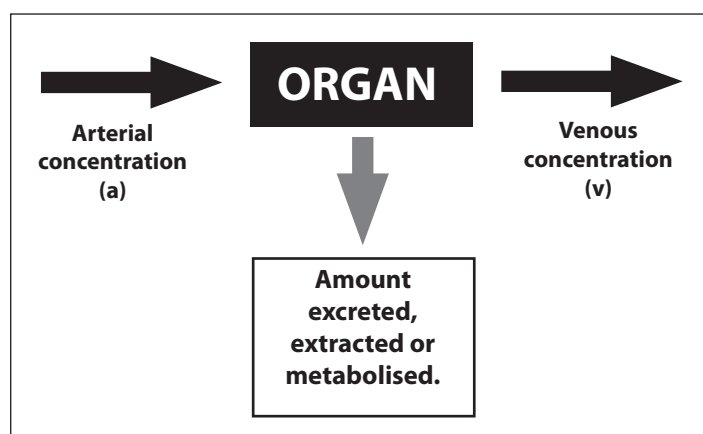 ORGAN
Arterial
concentration
(a)
Venous
concentration
(v)
Amount
excreted,
extracted or
metabolised.